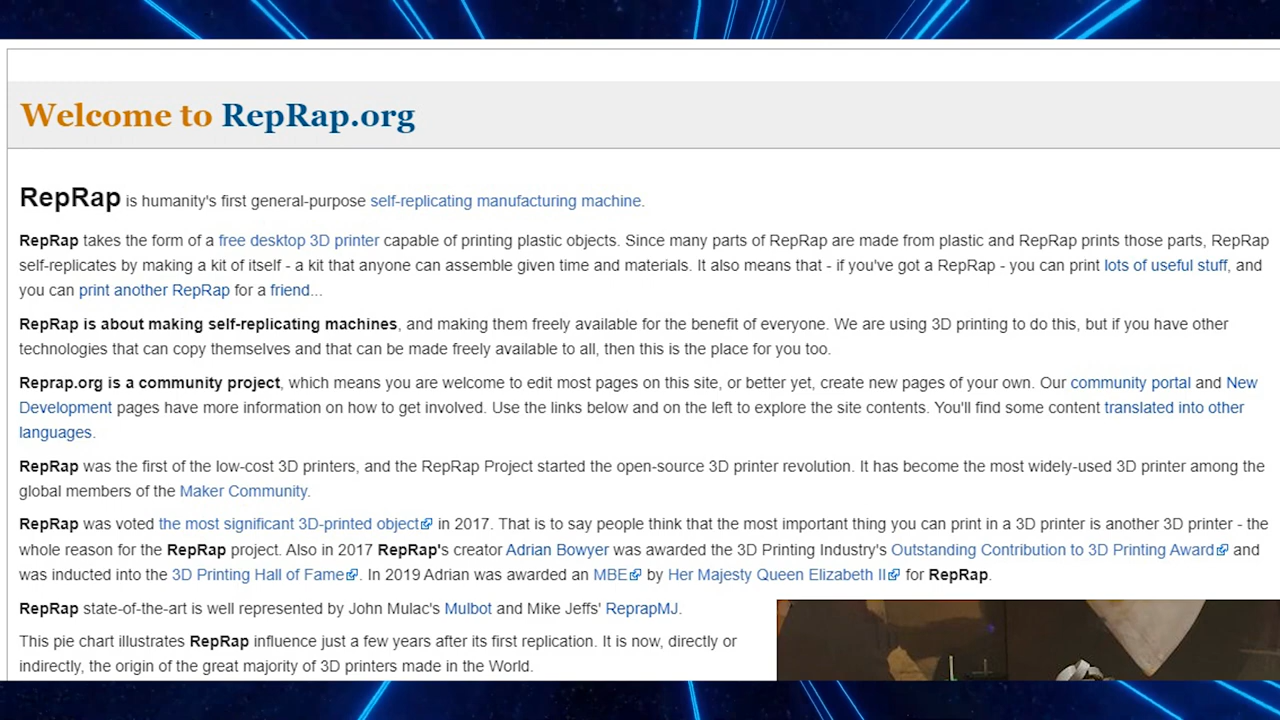 Welcome to RepRap.org
RepRap is humanity's first general-purpose self-replicating manufacturing machine.
RepRap takes the form of a free desktop 3D printer capable of printing plastic objects. Since many parts of RepRap are made from plastic and RepRap prints those parts, RepRap
self-replicates by making a kit of itself - a kit that anyone can assemble given time and materials. It also means that - if you've got a RepRap - you can print lots of useful stuff, and
you can print another RepRap for a friend...
RepRap is about making self-replicating machines, and making them freely available for the benefit of everyone. We are using 3D printing to do this, but if you have other
technologies that can copy themselves and that can be made freely available to all, then this is the place for you too.
Reprap.org is a community project, which means you are welcome to edit most pages on this site, or better yet, create new pages of your own. Our community portal and New
Development pages have more information on how to get involved. Use the links below and on the left to explore the site contents. You'll find some content translated into other
languages.
RepRap was the first of the low-cost 3D printers, and the RepRap Project started the open-source 3D printer revolution. It has become the most widely-used 3D printer among the
global members of the Maker Community.
RepRap was voted the most significant 3D-printed object in 2017. That is to say people think that the most important thing you can print in a 3D printer is another 3D printer - the
whole reason for the RepRap project. Also in 2017 RepRap's creator Adrian Bowyer was awarded the 3D Printing Industry's Outstanding Contribution to 3D Printing Award and
was inducted into the 3D Printing Hall of Fame. In 2019 Adrian was awarded an MBE by Her Majesty Queen Elizabeth II for RepRap.
RepRap state-of-the-art is well represented by John Mulac's Mulbot and Mike Jeffs' ReprapMJ.
This pie chart illustrates RepRap influence just a few years after its first replication. It is now, directly or
indirectly, the origin of the great majority of 3D printers made in the World.